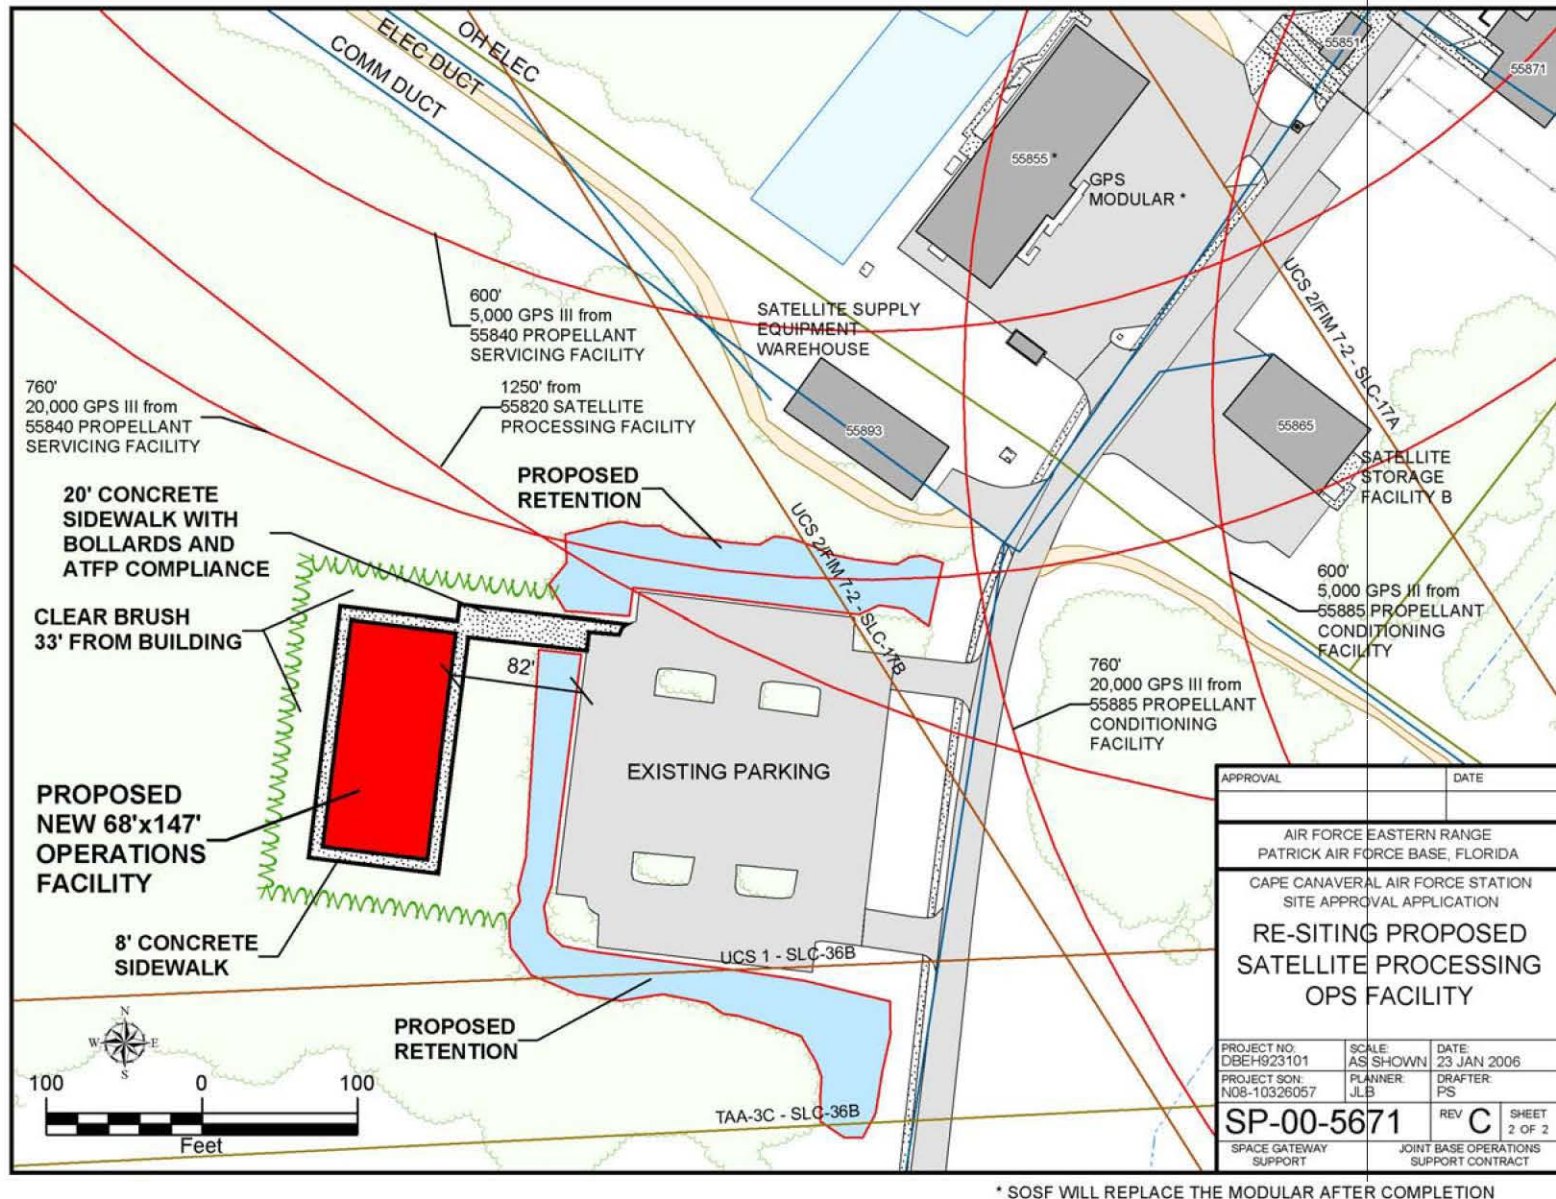 OH ELEC
ELEC DUCT
COMM DUCT
55851
55871
55855 *
GPS
MODULAR *
UCS 2/FIM 7-2 - SLC-17A
600'
5,000 GPS III from
55840 PROPELLANT
SERVICING FACILITY
SATELLITE SUPPLY
EQUIPMENT
WAREHOUSE
760'
20,000 GPS III from
55840 PROPELLANT
SERVICING FACILITY
1250' from
55820 SATELLITE
PROCESSING FACILITY
55893
55865
SATELLITE
STORAGE
FACILITY B
PROPOSED
RETENTION
20' CONCRETE
SIDEWALK WITH
BOLLARDS AND
ATFP COMPLIANCE
UCS 2/FIM 7-2 - SLC-17B
600'
5,000 GPS III from
55885 PROPELLANT
CONDITIONING
FACILITY
CLEAR BRUSH
33' FROM BUILDING
82'
760'
20,000 GPS III from
55885 PROPELLANT
CONDITIONING
FACILITY
EXISTING PARKING
PROPOSED
NEW 68'x147'
OPERATIONS
FACILITY
8' CONCRETE
SIDEWALK
UCS 1 - SLC-36B
PROPOSED
RETENTION
TAA-3C - SLC-36B
N
W E
S
100 0 100
Feet
APPROVAL DATE
AIR FORCE EASTERN RANGE
PATRICK AIR FORCE BASE, FLORIDA
CAPE CANAVERAL AIR FORCE STATION
SITE APPROVAL APPLICATION
RE-SITING PROPOSED
SATELLITE PROCESSING
OPS FACILITY
PROJECT NO: SCALE: DATE:
DBEH923101 AS SHOWN 23 JAN 2006
PROJECT SON: PLANNER: DRAFTER:
N08-10326057 JLB PS
SP-00-5671 REV C SHEET
2 OF 2
SPACE GATEWAY JOINT BASE OPERATIONS
SUPPORT SUPPORT CONTRACT
* SOSF WILL REPLACE THE MODULAR AFTER COMPLETION